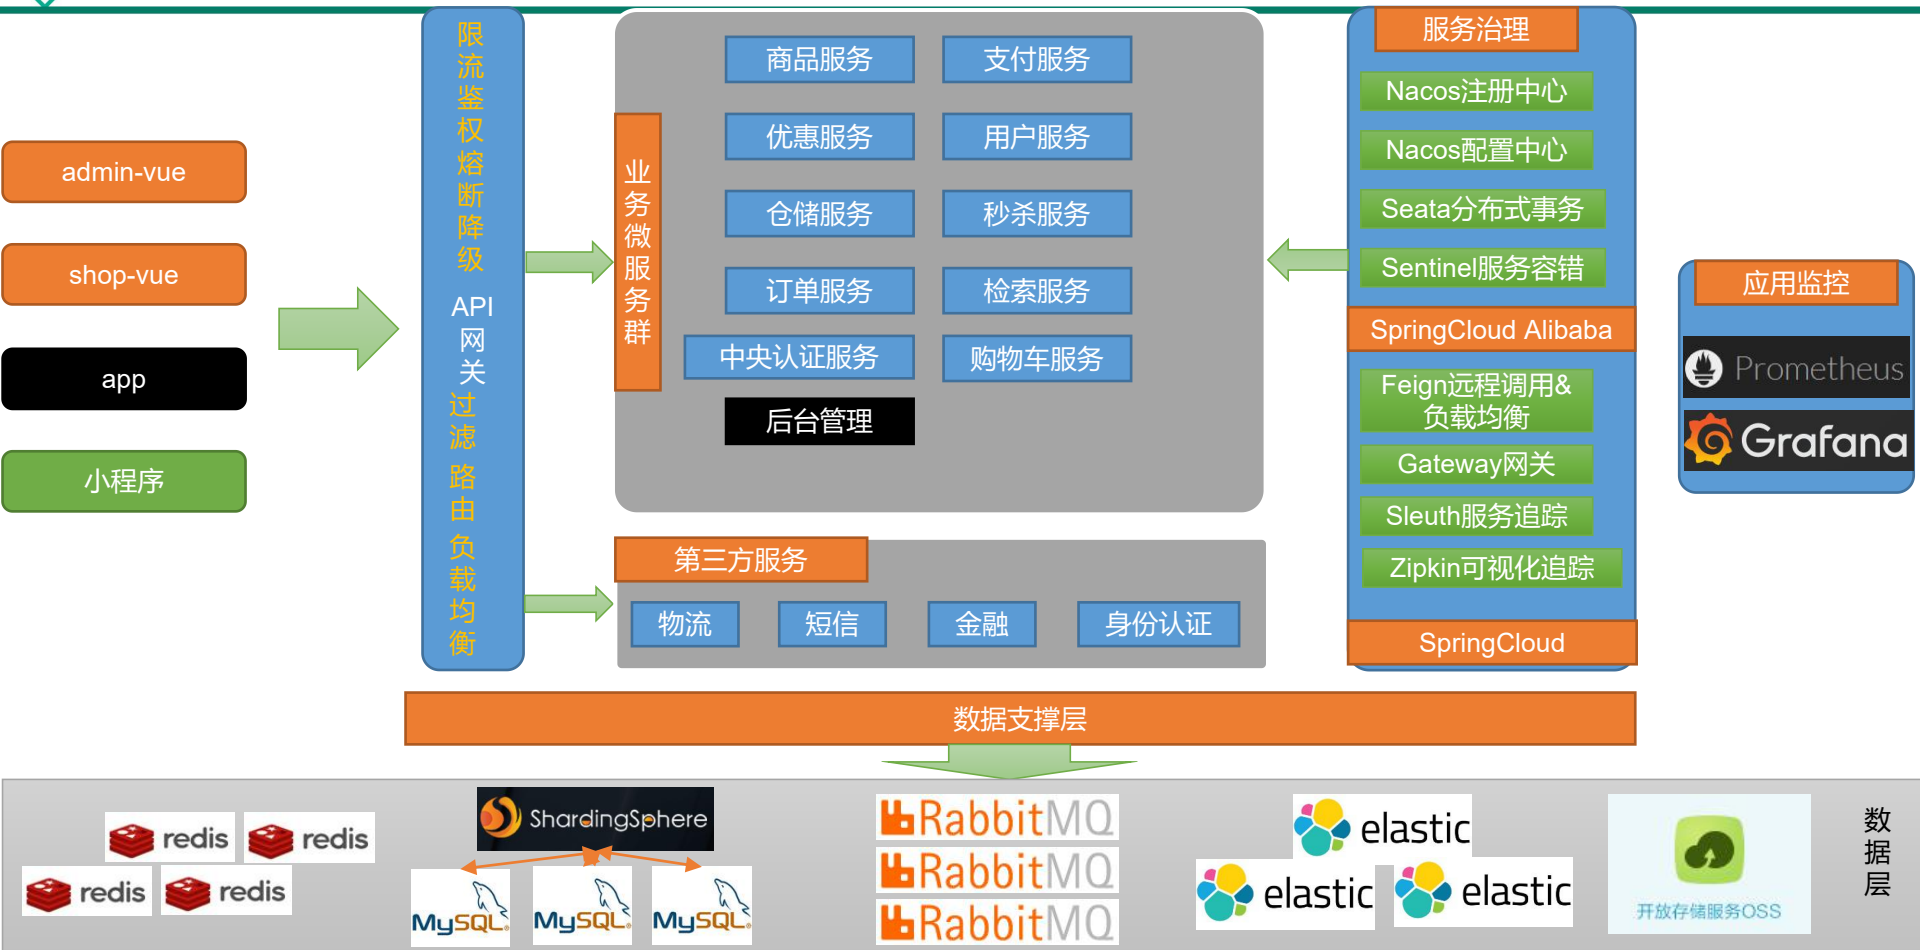 admin-vue
shop-vue
app
小程序
限流鉴权熔断降级
API
网关
过滤
路由
负载均衡
业务微服务群
商品服务
支付服务
优惠服务
用户服务
仓储服务
秒杀服务
订单服务
检索服务
中央认证服务
购物车服务
后台管理
第三方服务
物流
短信
金融
身份认证
服务治理
Nacos注册中心
Nacos配置中心
Seata分布式事务
Sentinel服务容错
SpringCloud Alibaba
Feign远程调用&
负载均衡
Gateway网关
Sleuth服务追踪
Zipkin可视化追踪
SpringCloud
应用监控
Prometheus
Grafana
数据支撑层
redis
redis
redis
redis
ShardingSphere
MySQL
MySQL
MySQL
RabbitMQ
RabbitMQ
RabbitMQ
elastic
elastic
elastic
开放存储服务OSS
数据层